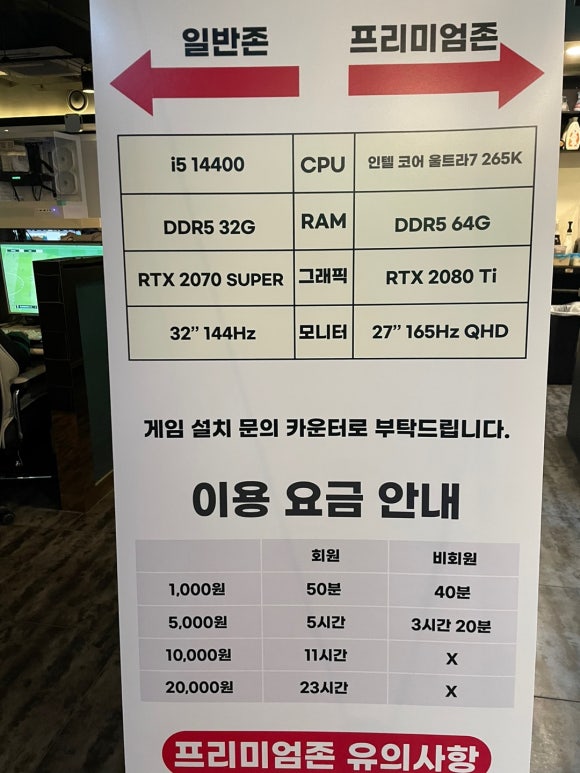 일반존 프리미엄존
i5 14400 CPU 인텔 코어 울트라7 265K
DDR5 32G RAM DDR5 64G
RTX 2070 SUPER 그래픽 RTX 2080 Ti
32” 144Hz 모니터 27” 165Hz QHD
게임 설치 문의 카운터로 부탁드립니다.
이용 요금 안내
회원 비회원
1,000원 50분 40분
5,000원 5시간 3시간 20분
10,000원 11시간 X
20,000원 23시간 X
프리미엄존 유의사항